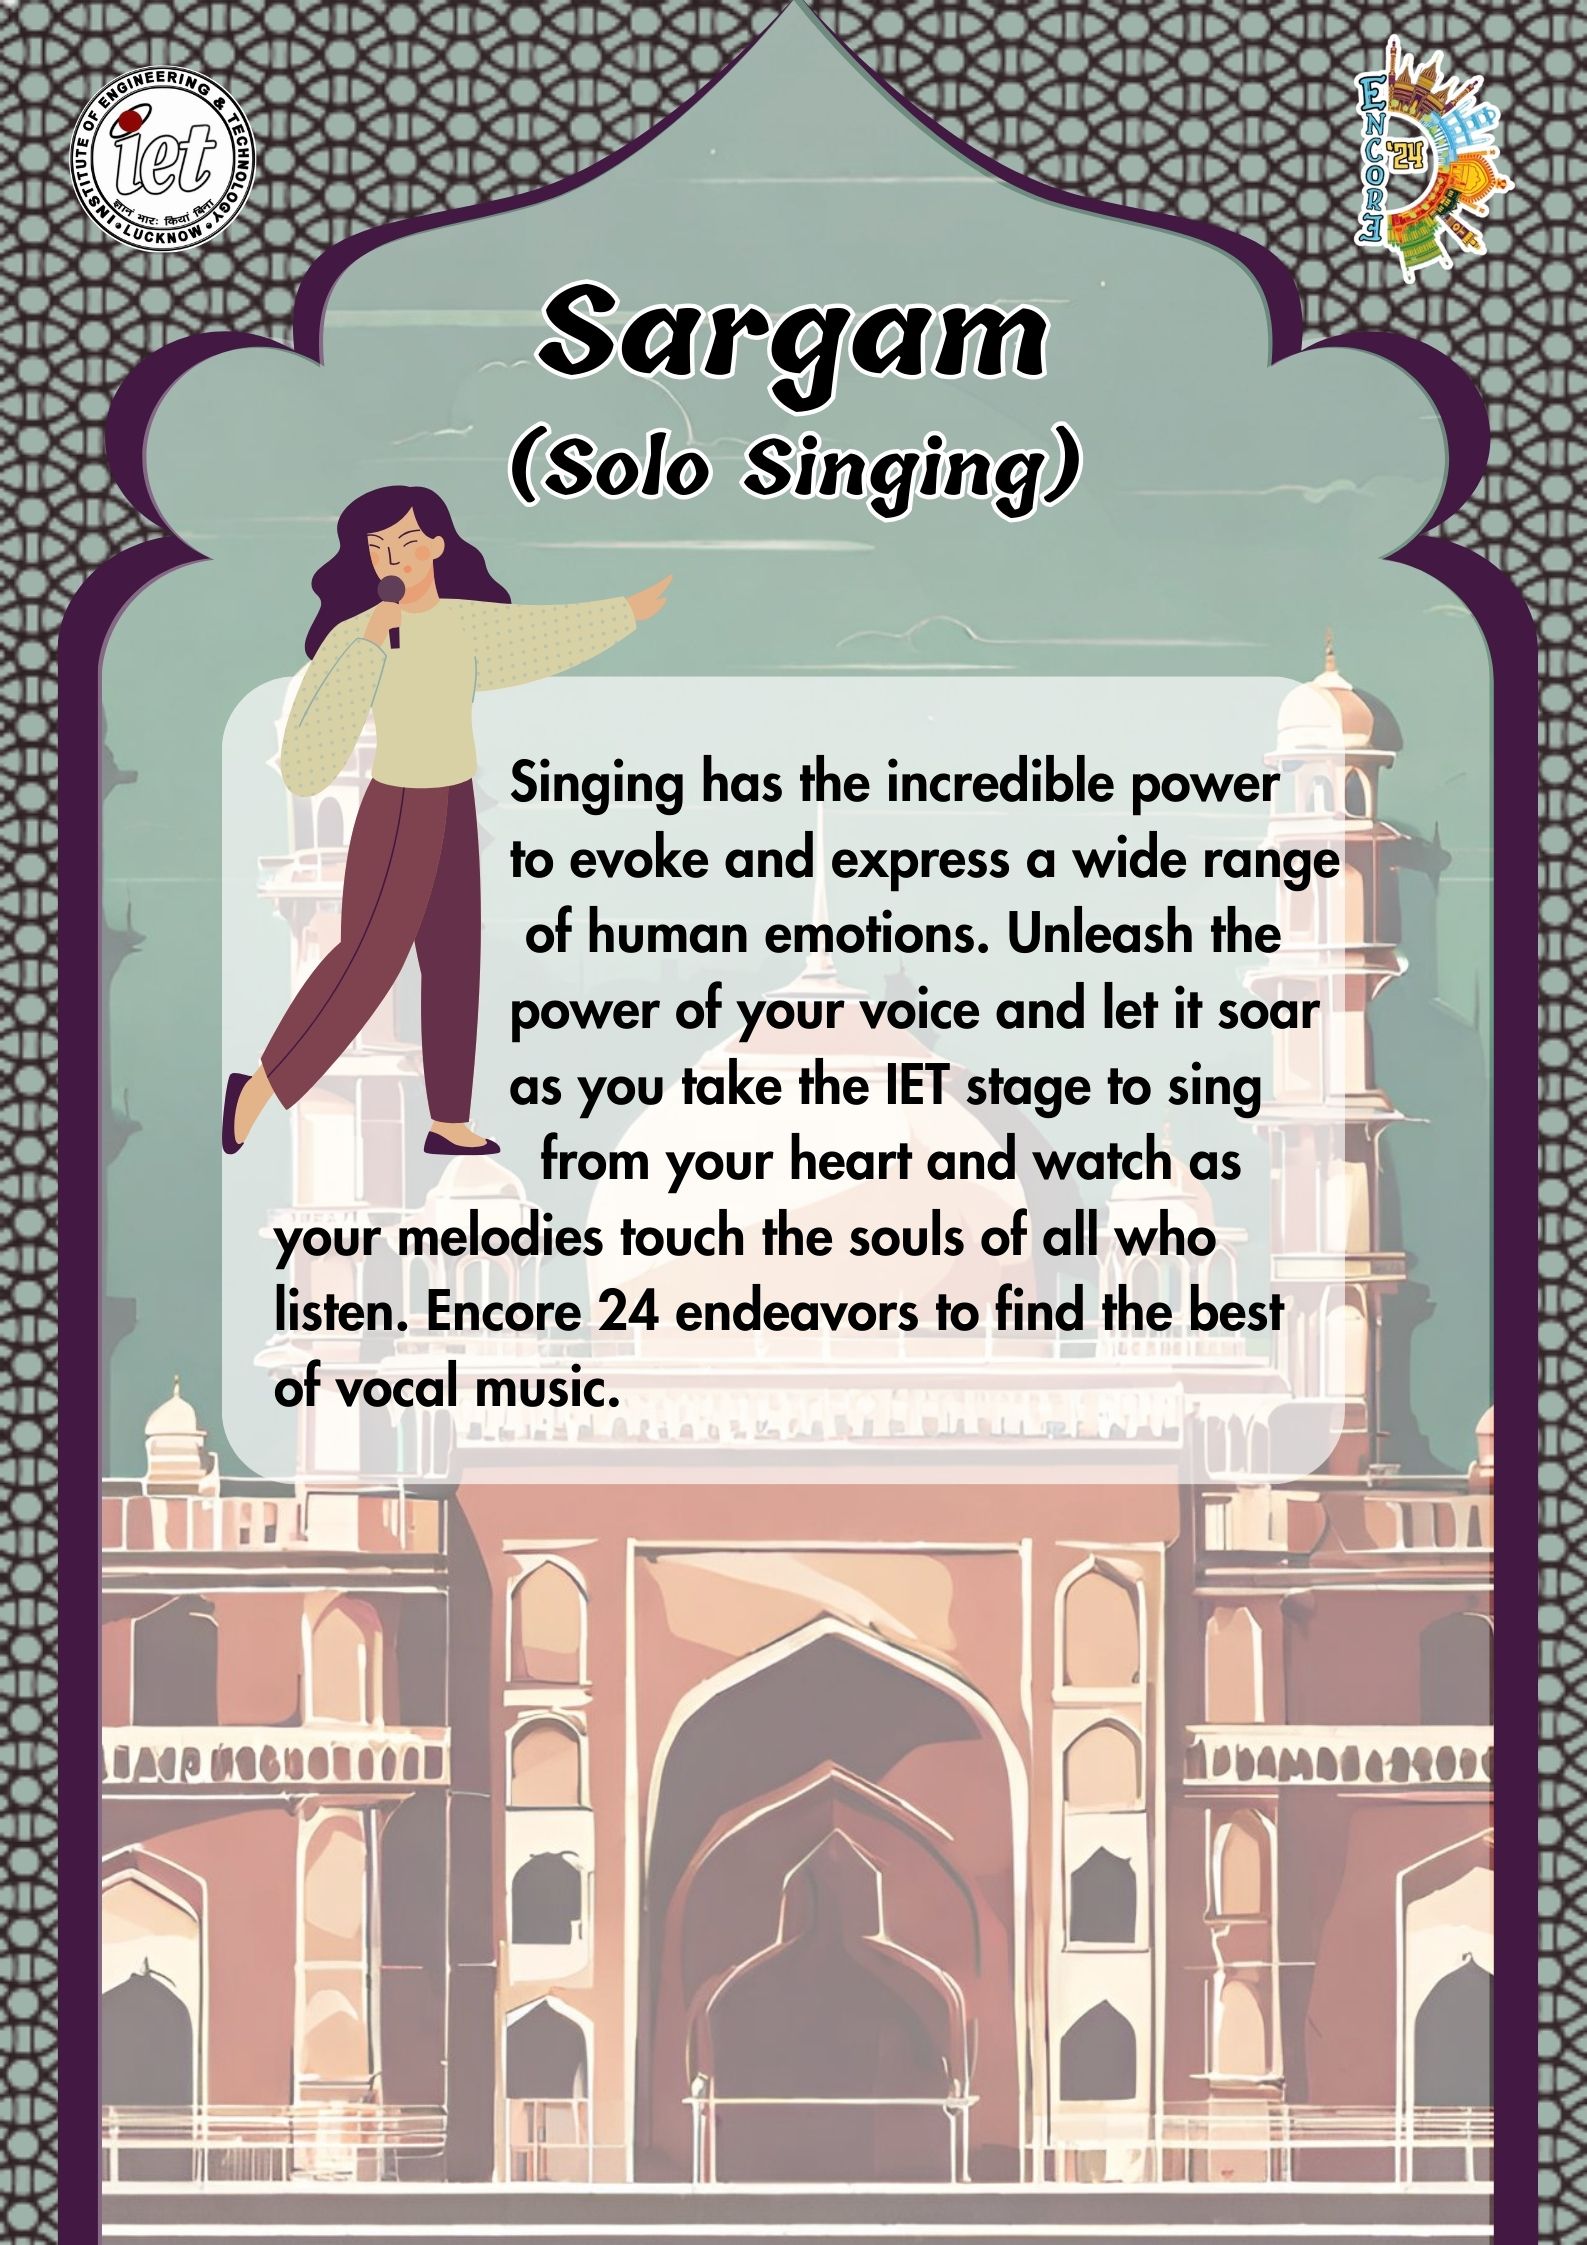 INSTITUTE OF ENGINEERING & TECHNOLOGY
iet
ज्ञानं भारः क्रियां बिना
• LUCKNOW •
ENCORE
'24
Sargam
(Solo Singing)
Singing has the incredible power
to evoke and express a wide range
of human emotions. Unleash the
power of your voice and let it soar
as you take the IET stage to sing
from your heart and watch as
your melodies touch the souls of all who
listen. Encore 24 endeavors to find the best
of vocal music.